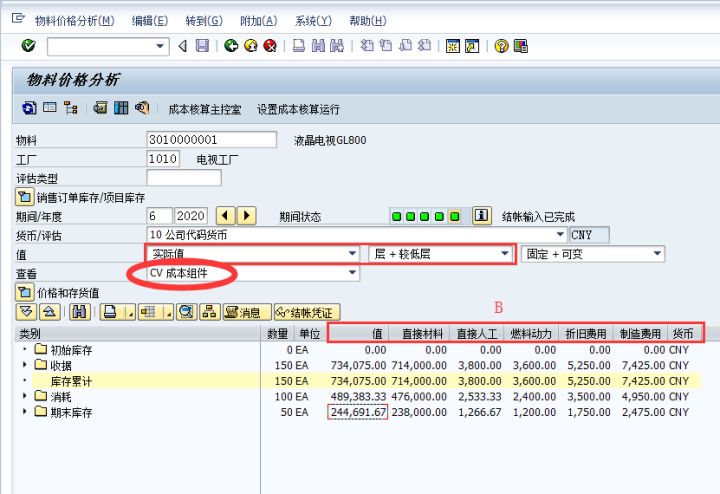 物料价格分析(M) 编辑(E) 转到(G) 附加(A) 系统(Y) 帮助(H)
物料价格分析
成本核算主控室 设置成本核算运行
物料 3010000001 液晶电视GL800
工厂 1010 电视工厂
评估类型
销售订单库存/项目库存
期间/年度 6 2020 期间状态 结帐输入已完成
货币/评估 10 公司代码货币 CNY
值 实际值 层 + 较低层 固定 + 可变
查看 CV 成本组件
价格和存货值
消息 结帐凭证
B
类别 数量 单位 值 直接材料 直接人工 燃料动力 折旧费用 制造费用 货币
初始库存 0 EA 0.00 0.00 0.00 0.00 0.00 0.00 CNY
收据 150 EA 734,075.00 714,000.00 3,800.00 3,600.00 5,250.00 7,425.00 CNY
库存累计 150 EA 734,075.00 714,000.00 3,800.00 3,600.00 5,250.00 7,425.00 CNY
消耗 100 EA 489,383.33 476,000.00 2,533.33 2,400.00 3,500.00 4,950.00 CNY
期末库存 50 EA 244,691.67 238,000.00 1,266.67 1,200.00 1,750.00 2,475.00 CNY